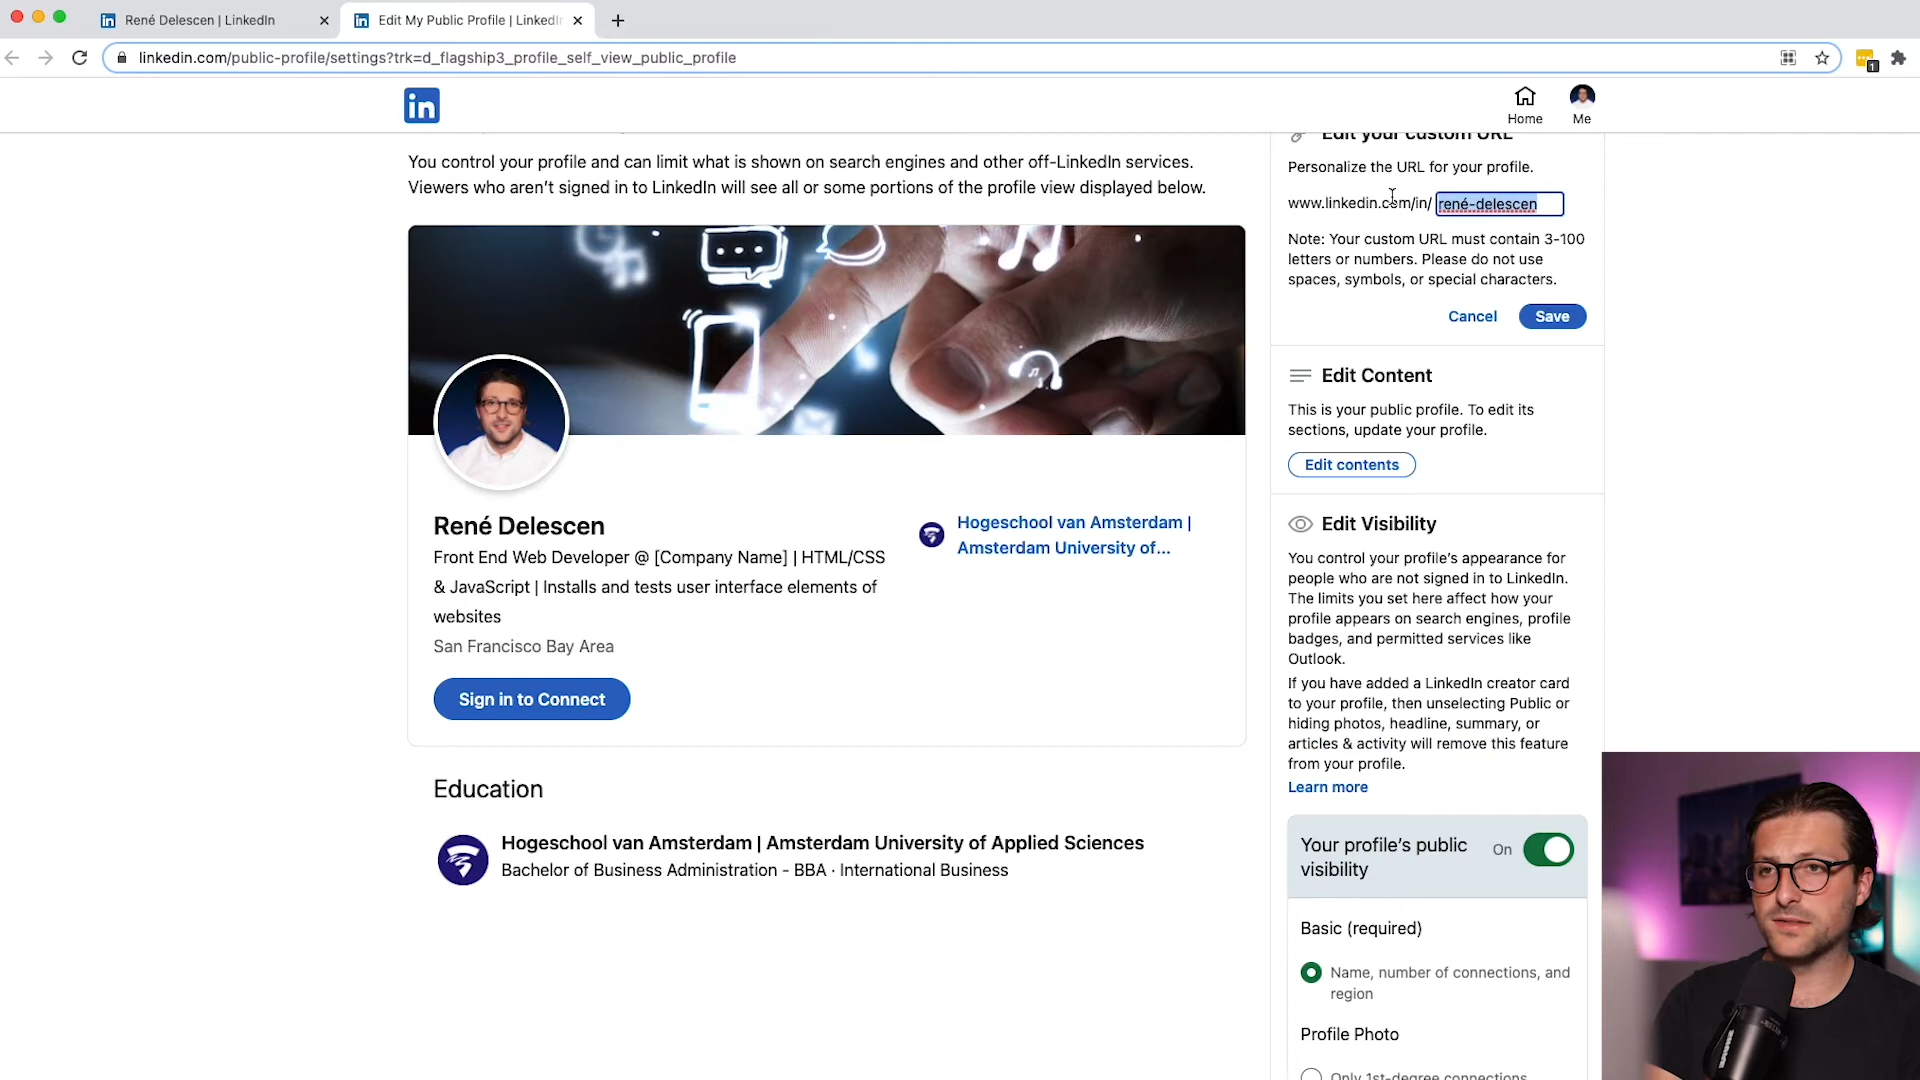 René Delescen | LinkedIn
Edit My Public Profile | LinkedIn
linkedin.com/public-profile/settings?trk=d_flagship3_profile_self_view_public_profile
1
in
Home
Me
You control your profile and can limit what is shown on search engines and other off-LinkedIn services.
Viewers who aren't signed in to LinkedIn will see all or some portions of the profile view displayed below.
René Delescen
Front End Web Developer @ [Company Name] | HTML/CSS
& JavaScript | Installs and tests user interface elements of
websites
San Francisco Bay Area
Sign in to Connect
Hogeschool van Amsterdam |
Amsterdam University of...
Education
Hogeschool van Amsterdam | Amsterdam University of Applied Sciences
Bachelor of Business Administration - BBA · International Business
Edit your custom URL
Personalize the URL for your profile.
www.linkedin.com/in/ rené-delescen
Note: Your custom URL must contain 3-100
letters or numbers. Please do not use
spaces, symbols, or special characters.
Cancel
Save
Edit Content
This is your public profile. To edit its
sections, update your profile.
Edit contents
Edit Visibility
You control your profile's appearance for
people who are not signed in to LinkedIn.
The limits you set here affect how your
profile appears on search engines, profile
badges, and permitted services like
Outlook.
If you have added a LinkedIn creator card
to your profile, then unselecting Public or
hiding photos, headline, summary, or
articles & activity will remove this feature
from your profile.
Learn more
Your profile's public
visibility
On
Basic (required)
Name, number of connections, and
region
Profile Photo
Only 1st-degree connections